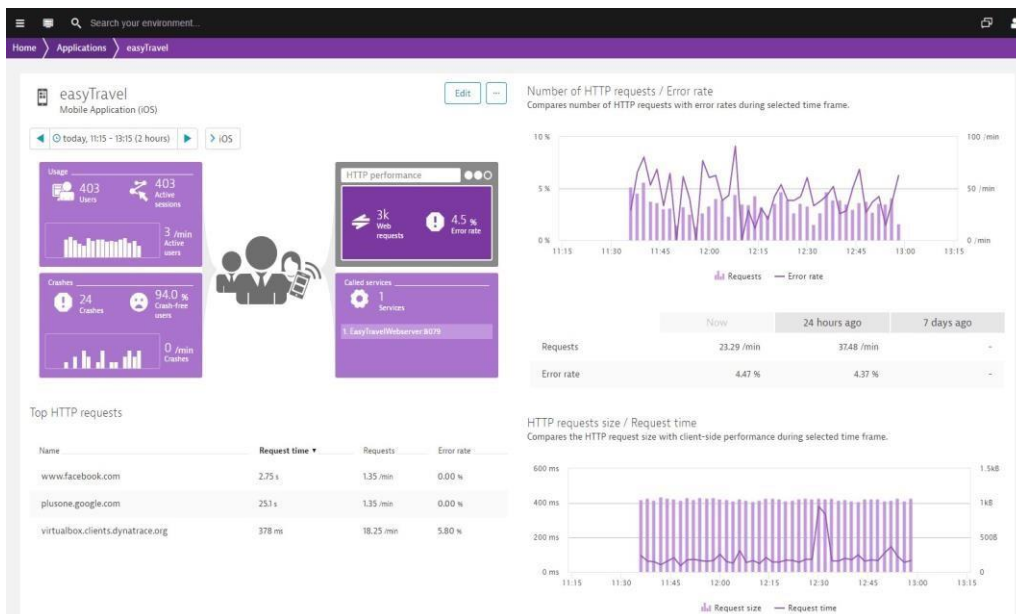 Search your environment...
Home
Applications
easyTravel
easyTravel
Mobile Application (iOS)
Edit
...
today, 11:15 - 13:15 (2 hours)
iOS
Usage
403
Users
403
Active
sessions
3 /min
Active
users
Crashes
24
Crashes
94.0 %
Crash-free
users
0 /min
Crashes
HTTP performance
3k
Web
requests
4.5 %
Error rate
Called services
1
Services
1. EasyTravelWebserver:8079
Top HTTP requests
Name Request time ▼ Requests Error rate
www.facebook.com 2.75 s 1.35 /min 0.00 %
plusone.google.com 1.35 /min 0.00 %
virtualbox.clients.dynatrace.org 378 ms 18.25 /min 5.80 %
Number of HTTP requests / Error rate
Compares number of HTTP requests with error rates during selected time frame.
10 % 100 /min
5 % 50 /min
0 % 0 /min
11:15 11:30 11:45 12:00 12:15 12:30 12:45 13:00 13:15
Requests Error rate
Now 24 hours ago 7 days ago
Requests 23.29 /min 37.48 /min -
Error rate 4.47 % 4.37 % -
HTTP requests size / Request time
Compares the HTTP request size with client-side performance during selected time frame.
600 ms 1.5kB
400 ms 1kB
200 ms 500B
0 ms 0
11:15 11:30 11:45 12:00 12:15 12:30 12:45 13:00 13:15
Request size Request time